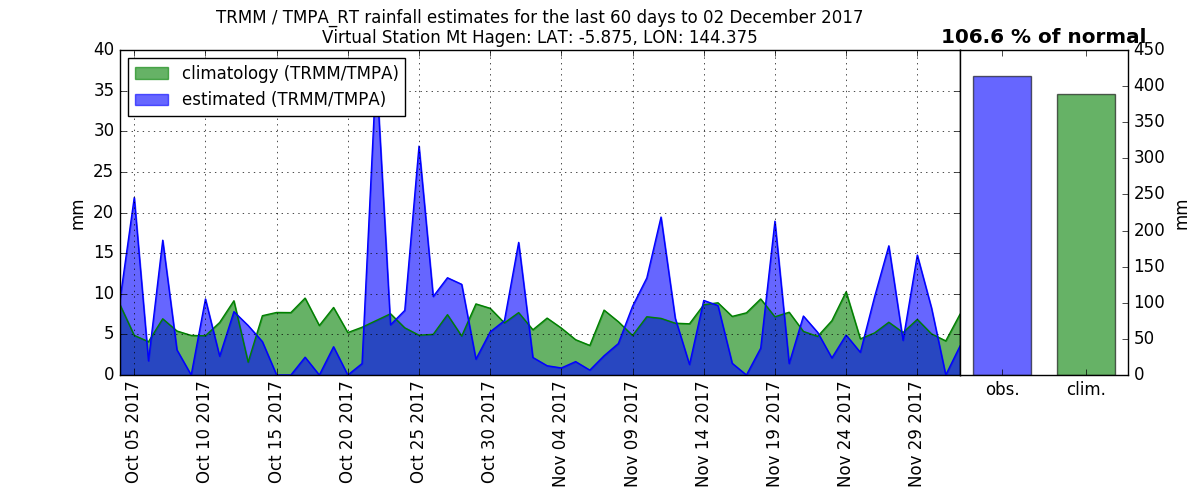 TRMM / TMPA_RT rainfall estimates for the last 60 days to 02 December 2017
Virtual Station Mt Hagen: LAT: -5.875, LON: 144.375
106.6 % of normal
climatology (TRMM/TMPA)
estimated (TRMM/TMPA)
40
35
30
25
20
15
10
5
0
mm
Oct 05 2017
Oct 10 2017
Oct 15 2017
Oct 20 2017
Oct 25 2017
Oct 30 2017
Nov 04 2017
Nov 09 2017
Nov 14 2017
Nov 19 2017
Nov 24 2017
Nov 29 2017
obs.
clim.
450
400
350
300
250
200
150
100
50
0
mm